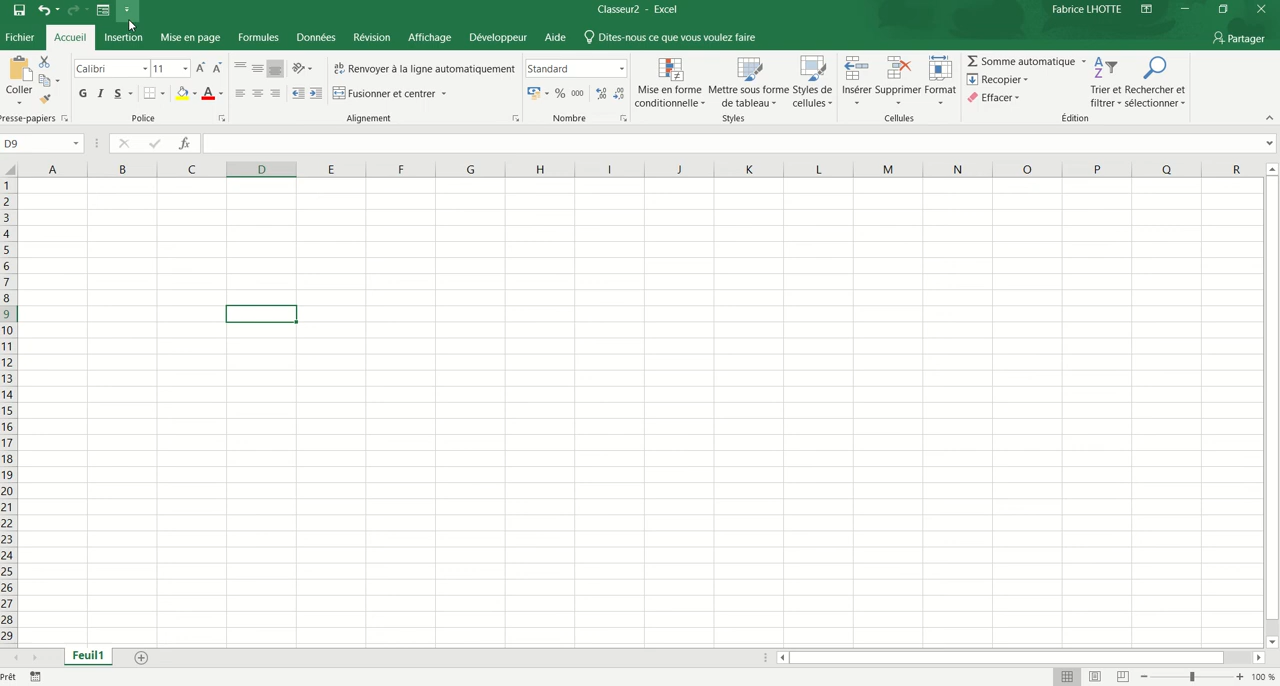 Classeur2 - Excel
Fabrice LHOTTE
Fichier Accueil Insertion Mise en page Formules Données Révision Affichage Développeur Aide Dites-nous ce que vous voulez faire Partager
Coller
Calibri 11
Renvoyer à la ligne automatiquement
Standard
Somme automatique
Recopier
Effacer
G I S
Fusionner et centrer
% 000
Mise en forme conditionnelle
Mettre sous forme de tableau
Styles de cellules
Insérer Supprimer Format
Trier et filtrer
Rechercher et sélectionner
Presse-papiers Police Alignement Nombre Styles Cellules Édition
D9 fx
A B C D E F G H I J K L M N O P Q R
1
2
3
4
5
6
7
8
9
10
11
12
13
14
15
16
17
18
19
20
21
22
23
24
25
26
27
28
29
Feuil1
Prêt 100 %